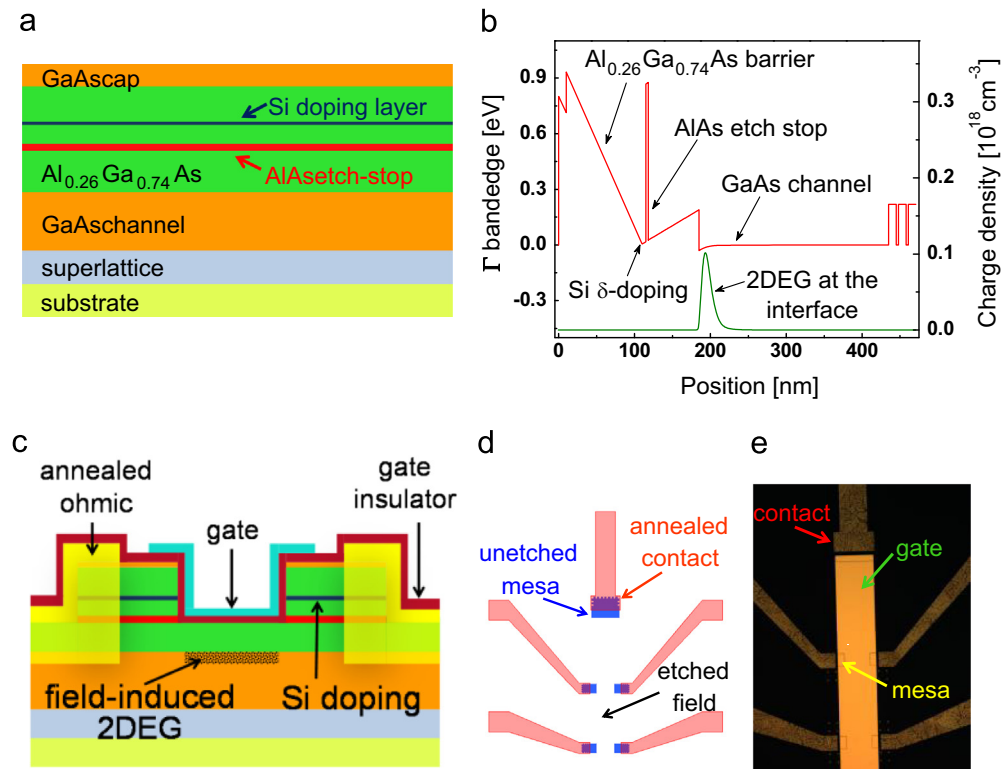 a
GaAscap
Si doping layer
Al0.26Ga0.74As
AlAsetch-stop
GaAschannel
superlattice
substrate
b
Γ bandedge [eV]
0.9
0.6
0.3
0.0
-0.3
Al0.26Ga0.74As barrier
AlAs etch stop
GaAs channel
Si δ-doping
2DEG at the
interface
0.3
0.2
0.1
0.0
Charge density [10^18 cm^-3]
0
100
200
300
400
Position [nm]
c
annealed
ohmic
gate
gate
insulator
field-induced
2DEG
Si doping
d
unetched
mesa
annealed
contact
etched
field
e
contact
gate
mesa